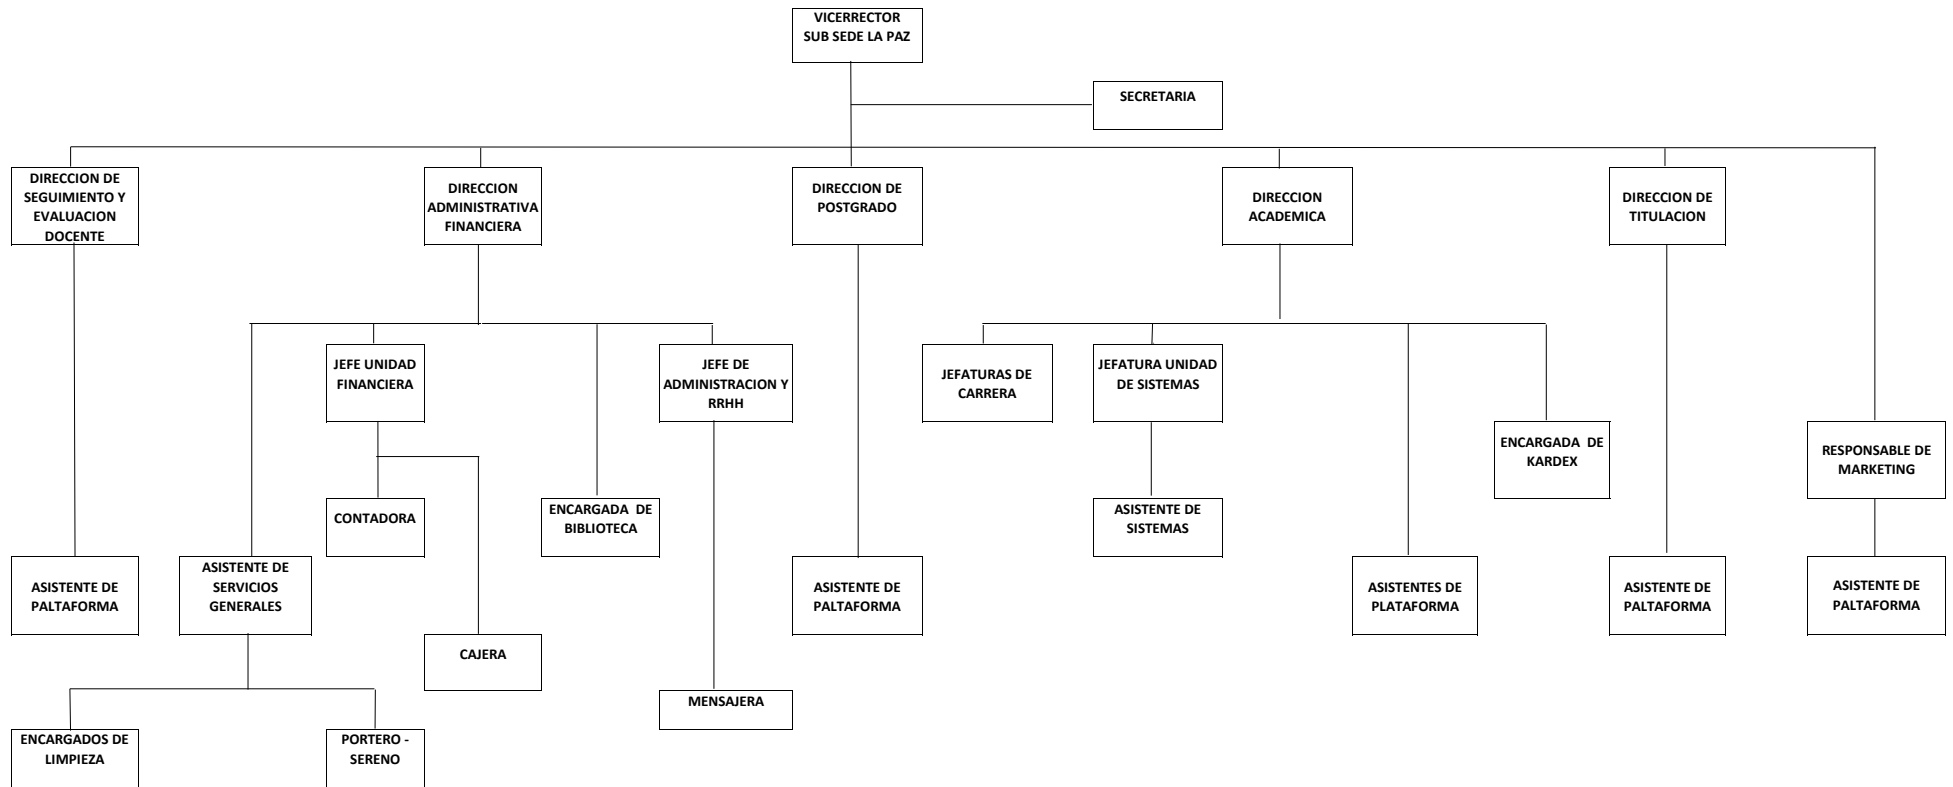 VICERRECTOR
SUB SEDE LA PAZ
SECRETARIA
DIRECCION DE
SEGUIMIENTO Y
EVALUACION
DOCENTE
DIRECCION
ADMINISTRATIVA
FINANCIERA
DIRECCION DE
POSTGRADO
DIRECCION
ACADEMICA
DIRECCION DE
TITULACION
JEFE UNIDAD
FINANCIERA
JEFE DE
ADMINISTRACION Y
RRHH
JEFATURAS DE
CARRERA
JEFATURA UNIDAD
DE SISTEMAS
ENCARGADA DE
KARDEX
RESPONSABLE DE
MARKETING
CONTADORA
ENCARGADA DE
BIBLIOTECA
ASISTENTE DE
SISTEMAS
ASISTENTE DE
PALTAFORMA
ASISTENTE DE
SERVICIOS
GENERALES
ASISTENTE DE
PALTAFORMA
ASISTENTES DE
PLATAFORMA
ASISTENTE DE
PALTAFORMA
ASISTENTE DE
PALTAFORMA
CAJERA
MENSAJERA
ENCARGADOS DE
LIMPIEZA
PORTERO -
SERENO